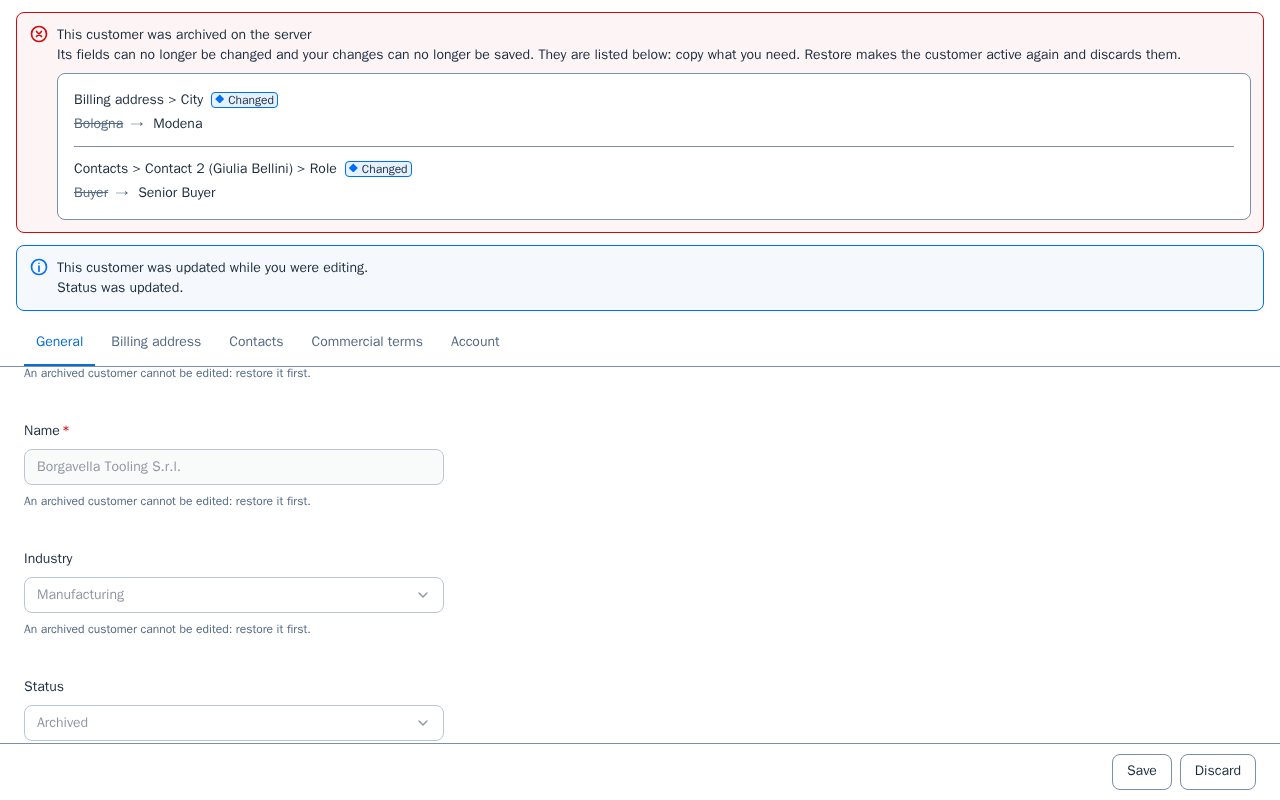 This customer was archived on the server
Its fields can no longer be changed and your changes can no longer be saved. They are listed below: copy what you need. Restore makes the customer active again and discards them.
Billing address > City Changed
Bologna → Modena
Contacts > Contact 2 (Giulia Bellini) > Role Changed
Buyer → Senior Buyer
This customer was updated while you were editing.
Status was updated.
General Billing address Contacts Commercial terms Account
An archived customer cannot be edited: restore it first.
Name *
Borgavella Tooling S.r.l.
An archived customer cannot be edited: restore it first.
Industry
Manufacturing
An archived customer cannot be edited: restore it first.
Status
Archived
Save Discard